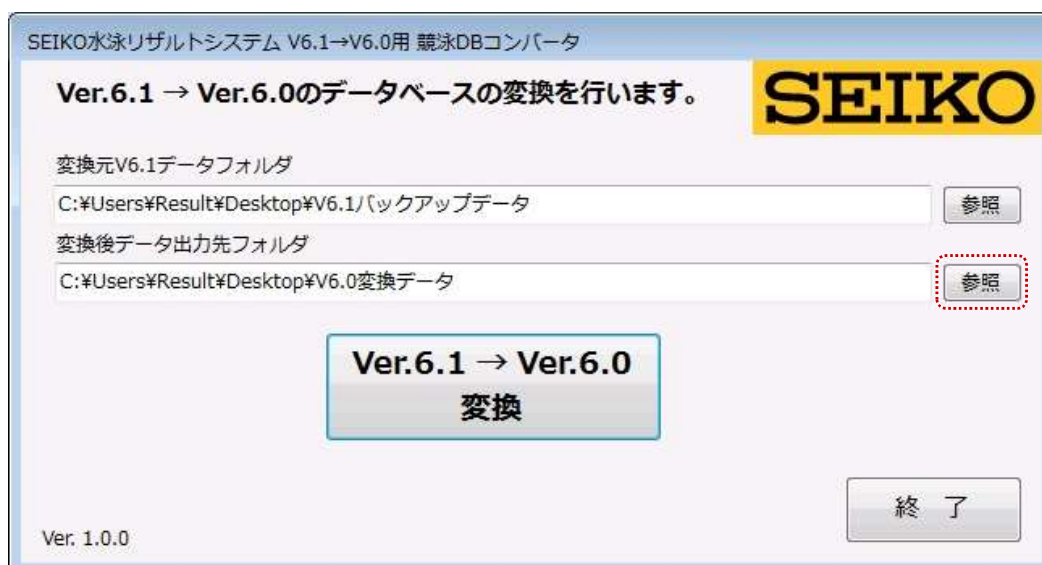 SEIKO水泳リザルトシステム V6.1→V6.0用 競泳DBコンバータ
Ver.6.1 → Ver.6.0のデータベースの変換を行います。
SEIKO
変換元V6.1データフォルダ
C:¥Users¥Result¥Desktop¥V6.1バックアップデータ
参照
変換後データ出力先フォルダ
C:¥Users¥Result¥Desktop¥V6.0変換データ
参照
Ver.6.1 → Ver.6.0
変換
終 了
Ver. 1.0.0